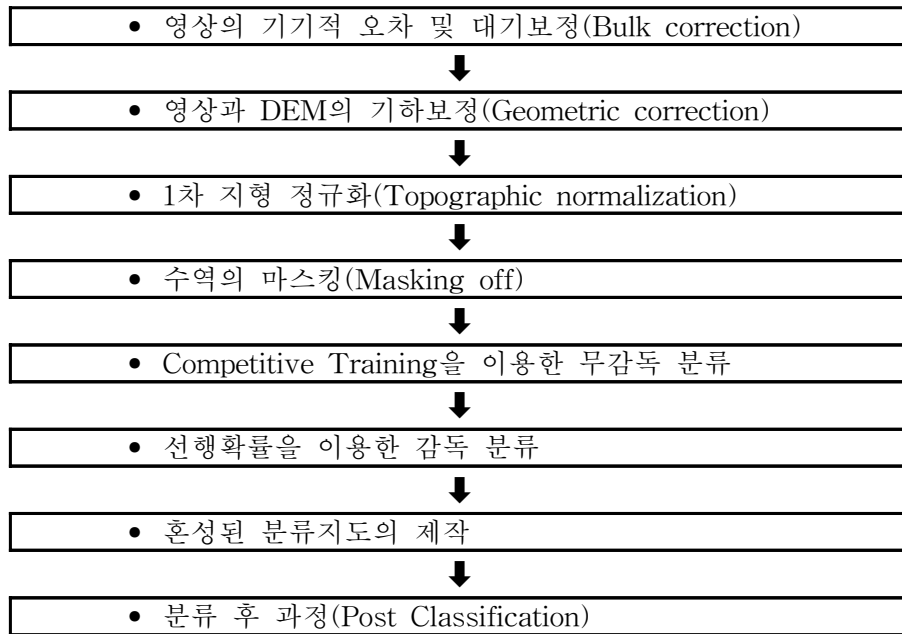 • 영상의 기기적 오차 및 대기보정(Bulk correction)
• 영상과 DEM의 기하보정(Geometric correction)
• 1차 지형 정규화(Topographic normalization)
• 수역의 마스킹(Masking off)
• Competitive Training을 이용한 무감독 분류
• 선행확률을 이용한 감독 분류
• 혼성된 분류지도의 제작
• 분류 후 과정(Post Classification)